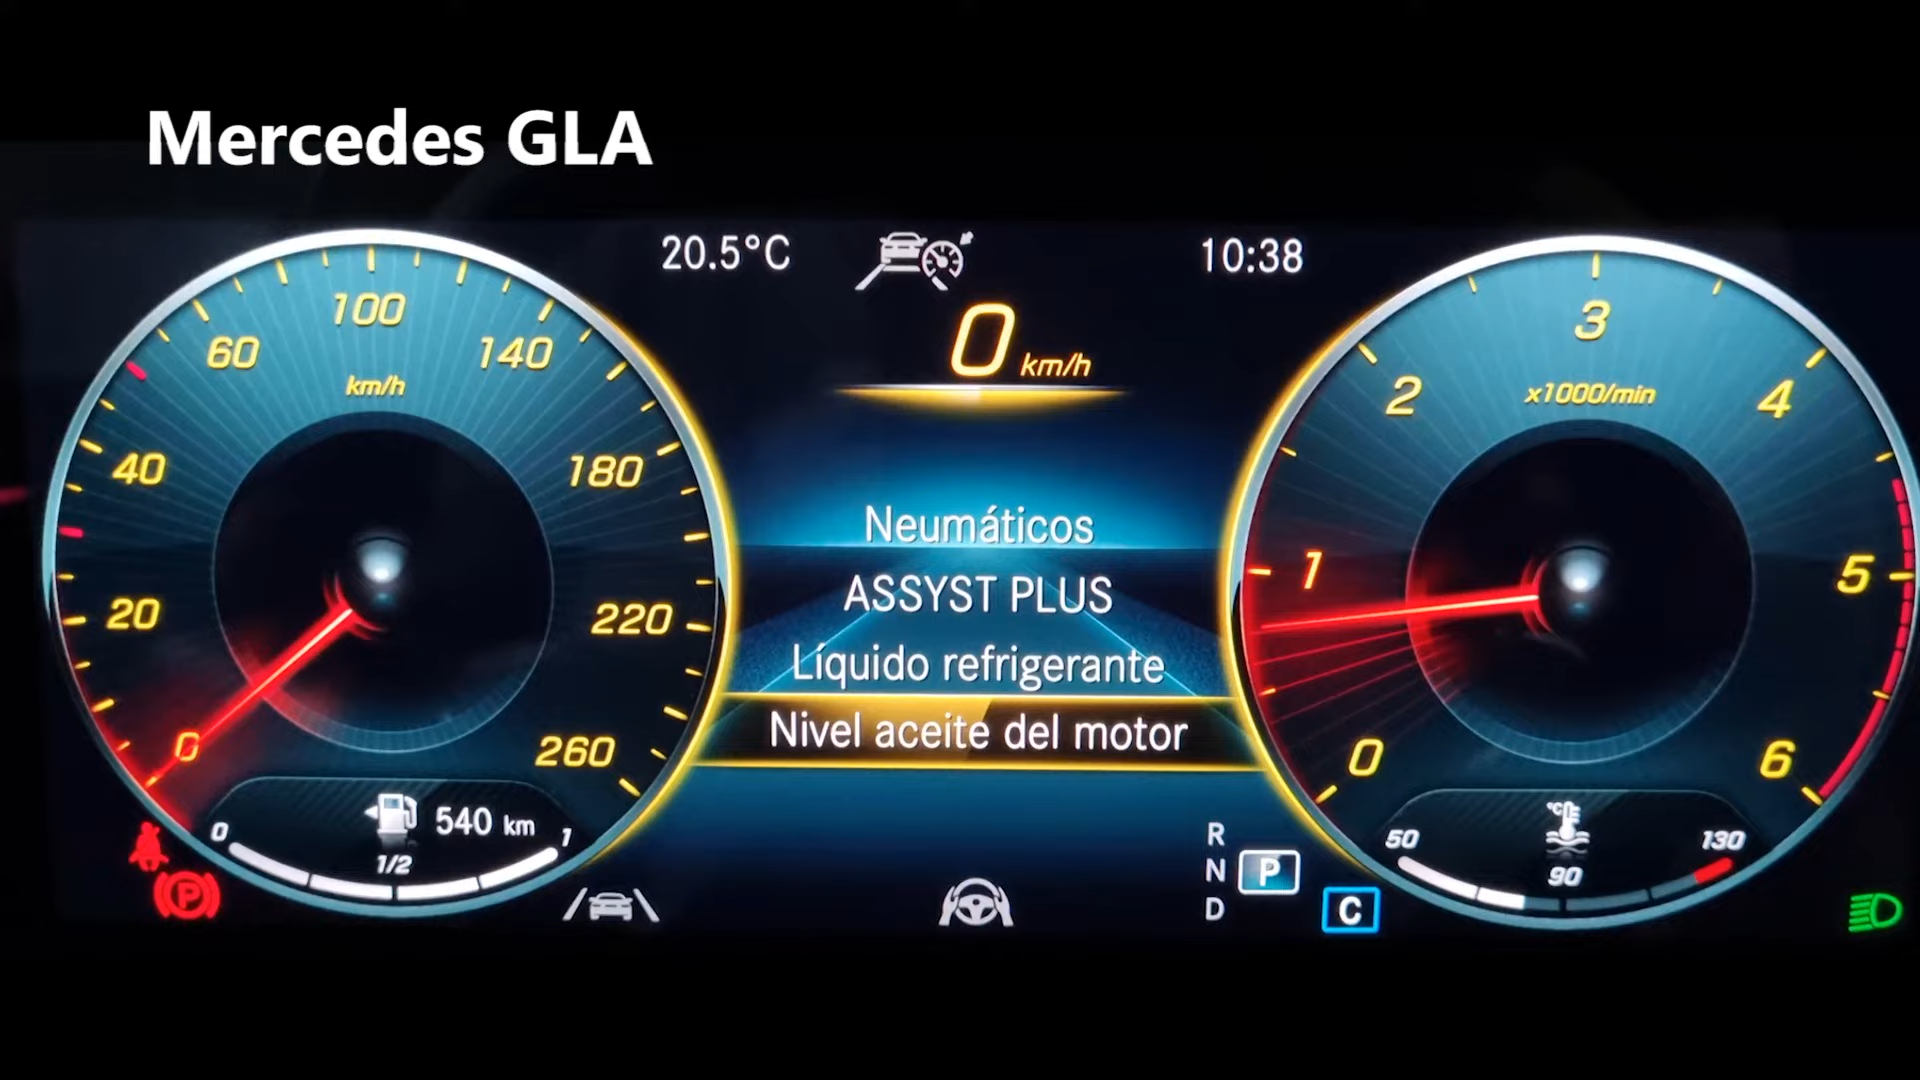 Mercedes GLA
20.5°C
10:38
0 km/h
0
20
40
60
100
140
180
220
260
km/h
Neumáticos
ASSYST PLUS
Líquido refrigerante
Nivel aceite del motor
0
1
2
3
4
5
6
x1000/min
540 km
0
1/2
1
P
R
N P
D
C
°C
50
90
130